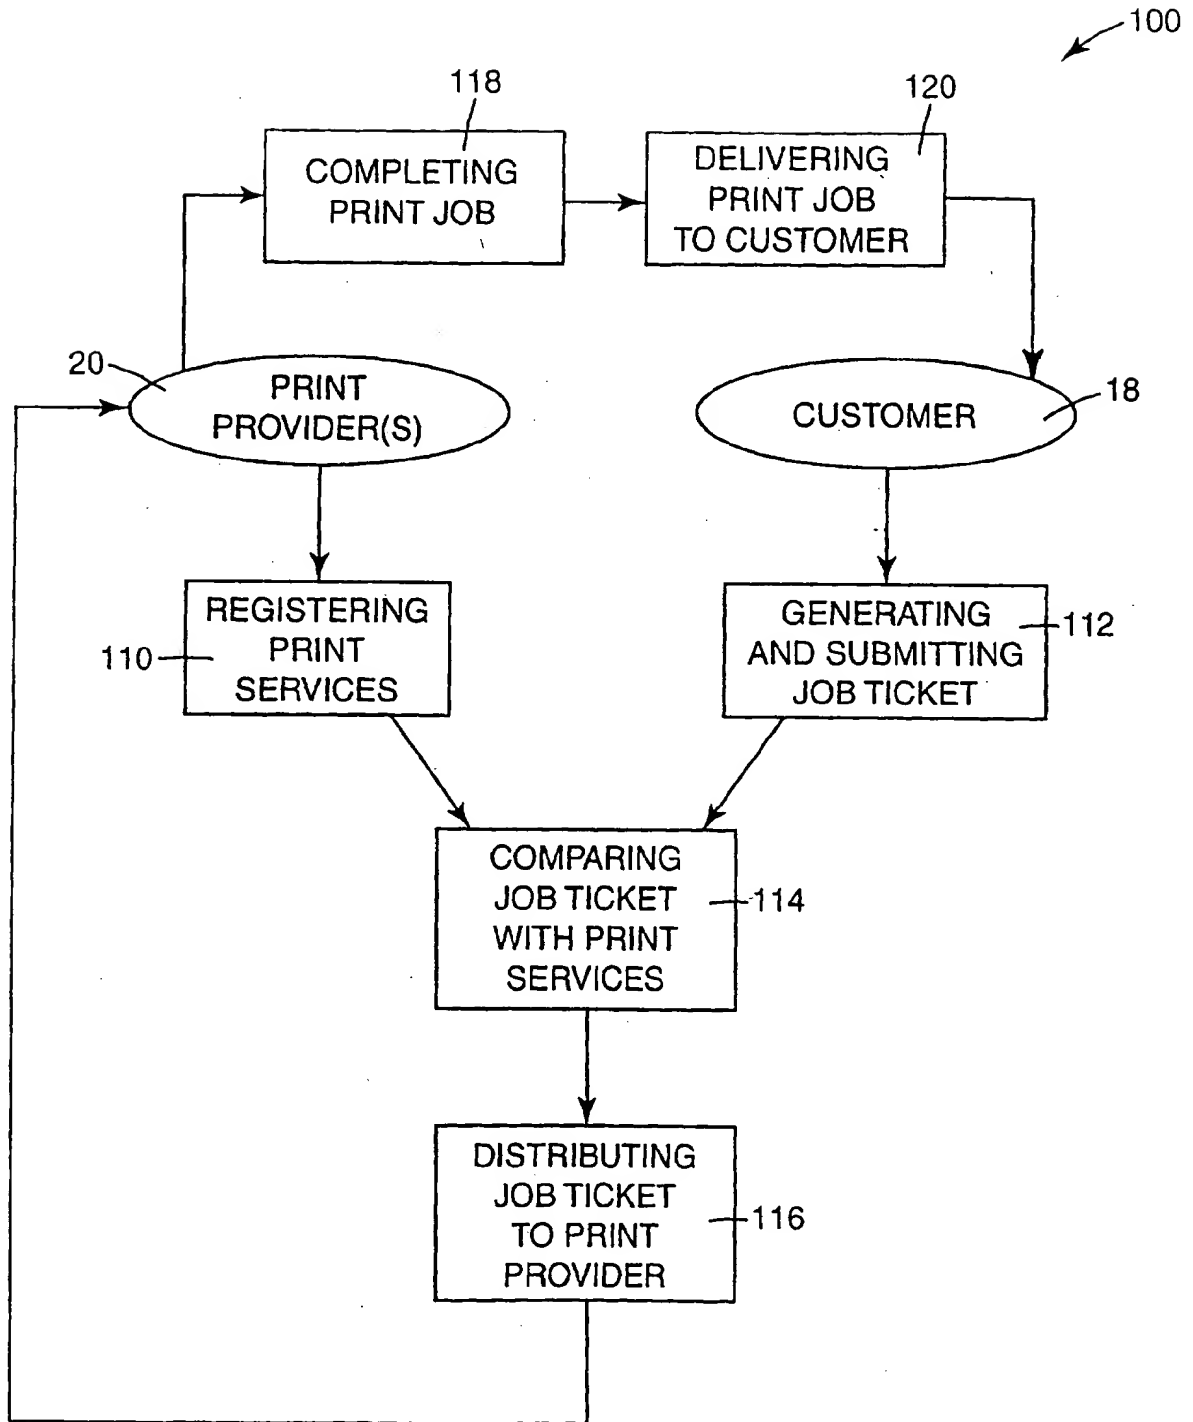 100
118
120
COMPLETING
PRINT JOB
DELIVERING
PRINT JOB
TO CUSTOMER
20
PRINT
PROVIDER(S)
CUSTOMER
18
REGISTERING
PRINT
SERVICES
110
GENERATING
AND SUBMITTING
JOB TICKET
112
COMPARING
JOB TICKET
WITH PRINT
SERVICES
114
DISTRIBUTING
JOB TICKET
TO PRINT
PROVIDER
116